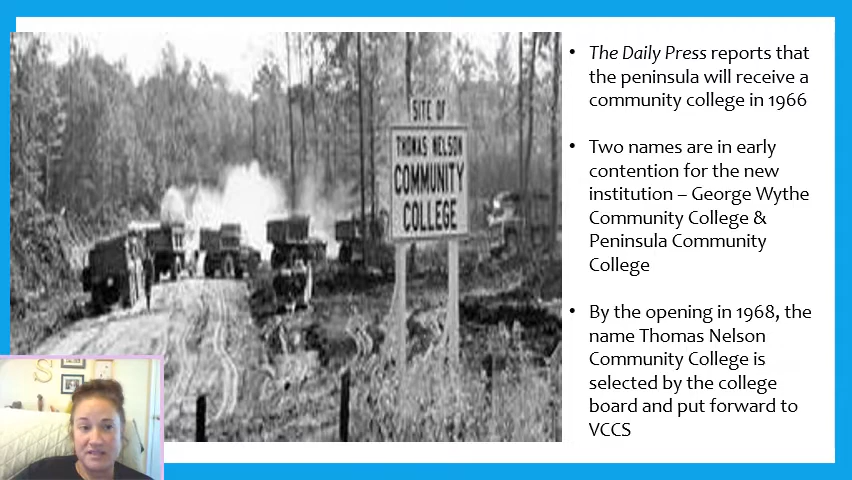 SITE OF
THOMAS NELSON
COMMUNITY
COLLEGE
• The Daily Press reports that
the peninsula will receive a
community college in 1966
• Two names are in early
contention for the new
institution – George Wythe
Community College &
Peninsula Community
College
• By the opening in 1968, the
name Thomas Nelson
Community College is
selected by the college
board and put forward to
VCCS